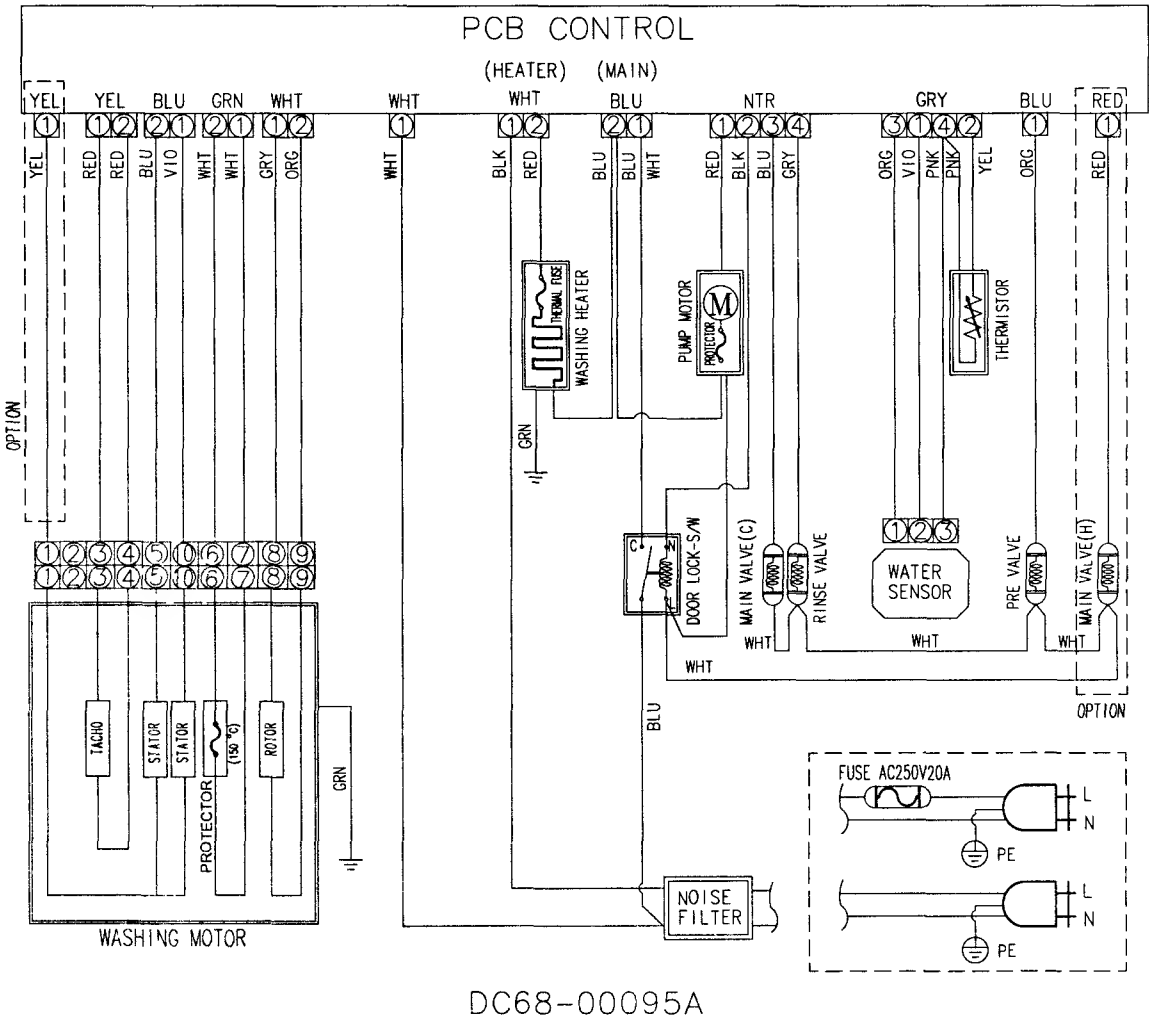 PCB CONTROL
(HEATER) (MAIN)
YEL YEL BLU GRN WHT WHT WHT BLU NTR GRY BLU RED
1 1 2 2 1 2 1 1 2 1 1 2 2 1 1 2 3 4 3 1 4 2 1 1
YEL RED RED BLU VIO WHT WHT GRY ORG WHT BLK RED BLU BLU WHT RED BLK BLU GRY ORG VIO PNK PNK YEL ORG RED
THERMAL FUSE
WASHING HEATER
PUMP MOTOR
M
PROTECTOR
THERMISTOR
OPTION
GRN
C N
L
DOOR LOCK-S/W
MAIN VALVE(C)
RINSE VALVE
1 2 3
WATER
SENSOR
PRE VALVE
MAIN VALVE(H)
1 2 3 4 5 10 6 7 8 9
1 2 3 4 5 10 6 7 8 9
WHT WHT WHT
WHT
BLU
OPTION
TACHO
STATOR
STATOR
(150 °C)
PROTECTOR
ROTOR
GRN
WASHING MOTOR
NOISE
FILTER
FUSE AC250V20A
L
N
PE
L
N
PE
DC68-00095A